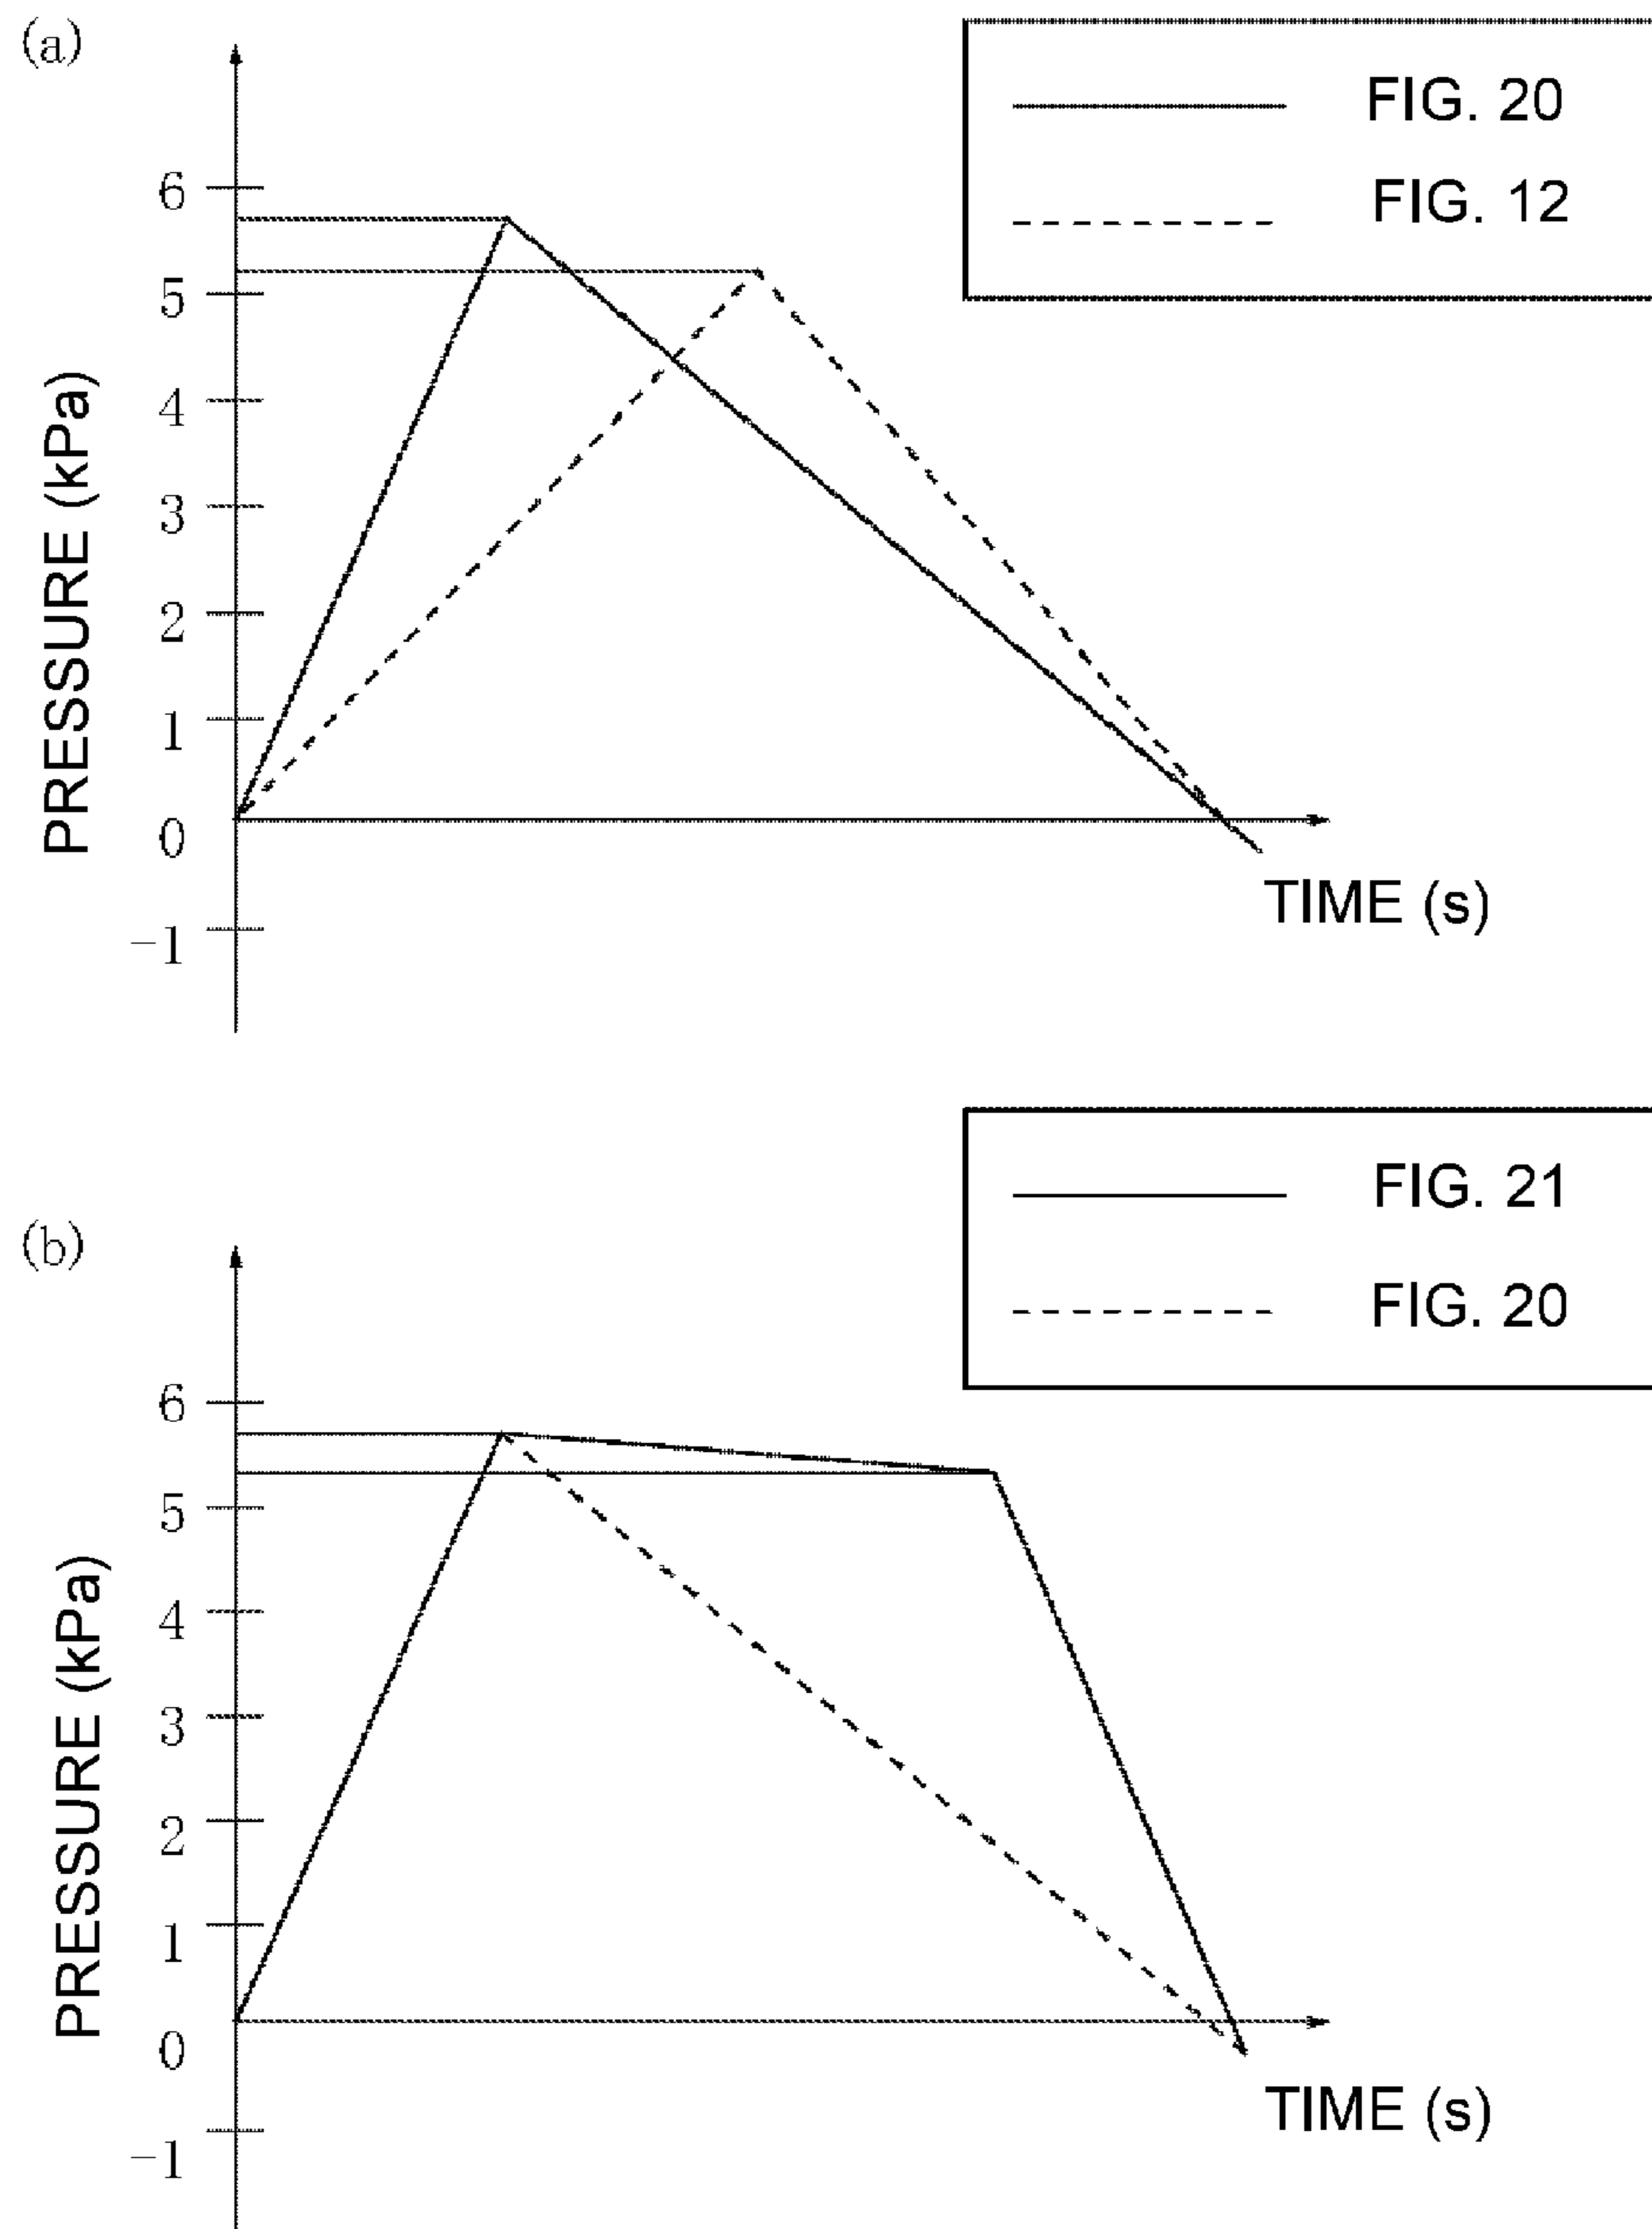 (a)
FIG. 20
FIG. 12
6
5
4
3
2
1
0
−1
PRESSURE (kPa)
TIME (s)
(b)
FIG. 21
FIG. 20
6
5
4
3
2
1
0
−1
PRESSURE (kPa)
TIME (s)